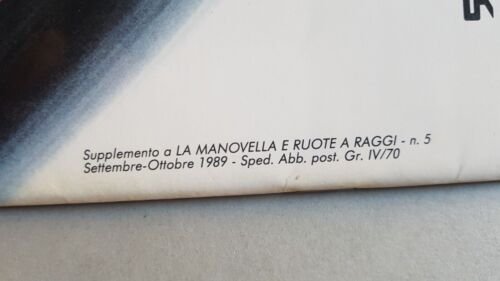 Supplemento a LA MANOVELLA E RUOTE A RAGGI - n. 5
Settembre-Ottobre 1989 - Sped. Abb. post. Gr. IV/70